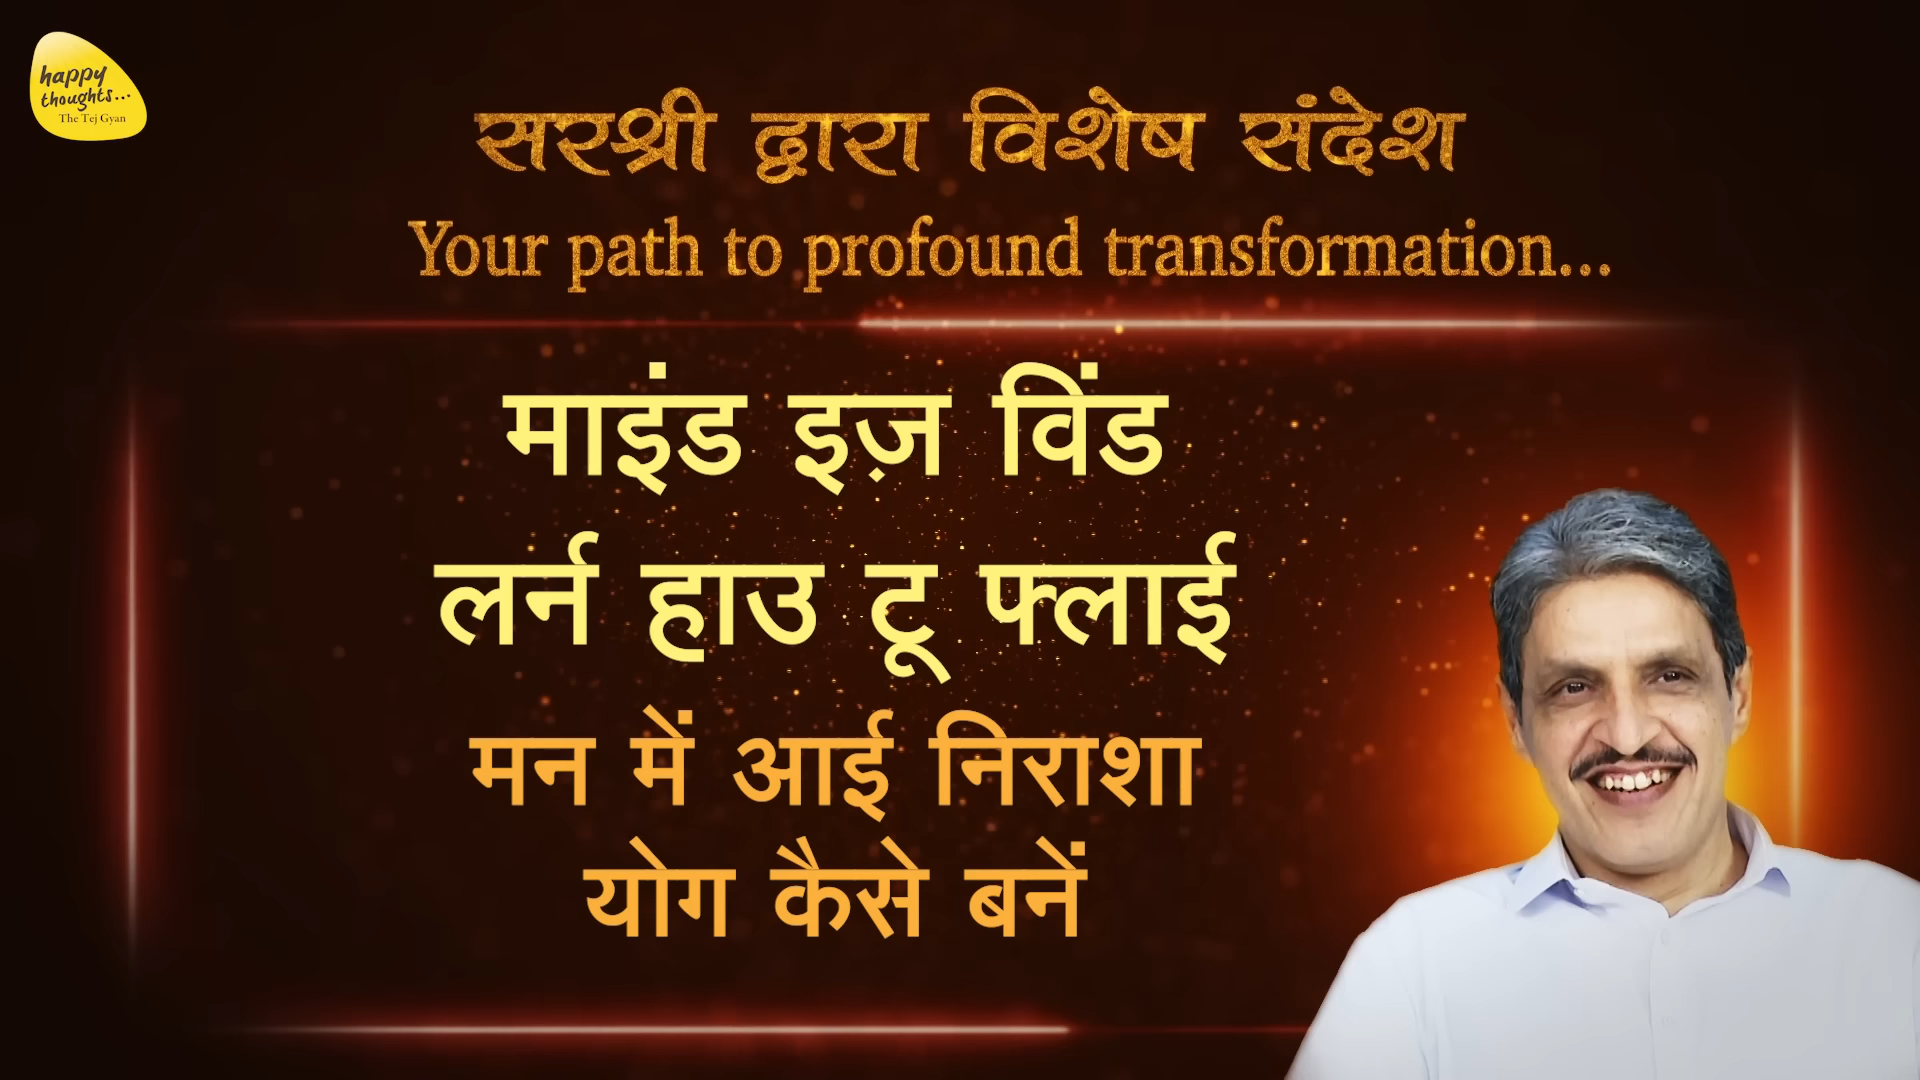 happy
thoughts...
The Tej Gyan
सरश्री द्वारा विशेष संदेश
Your path to profound transformation...
माइंड इज़ विंड
लर्न हाउ टू फ्लाई
मन में आई निराशा
योग कैसे बनें